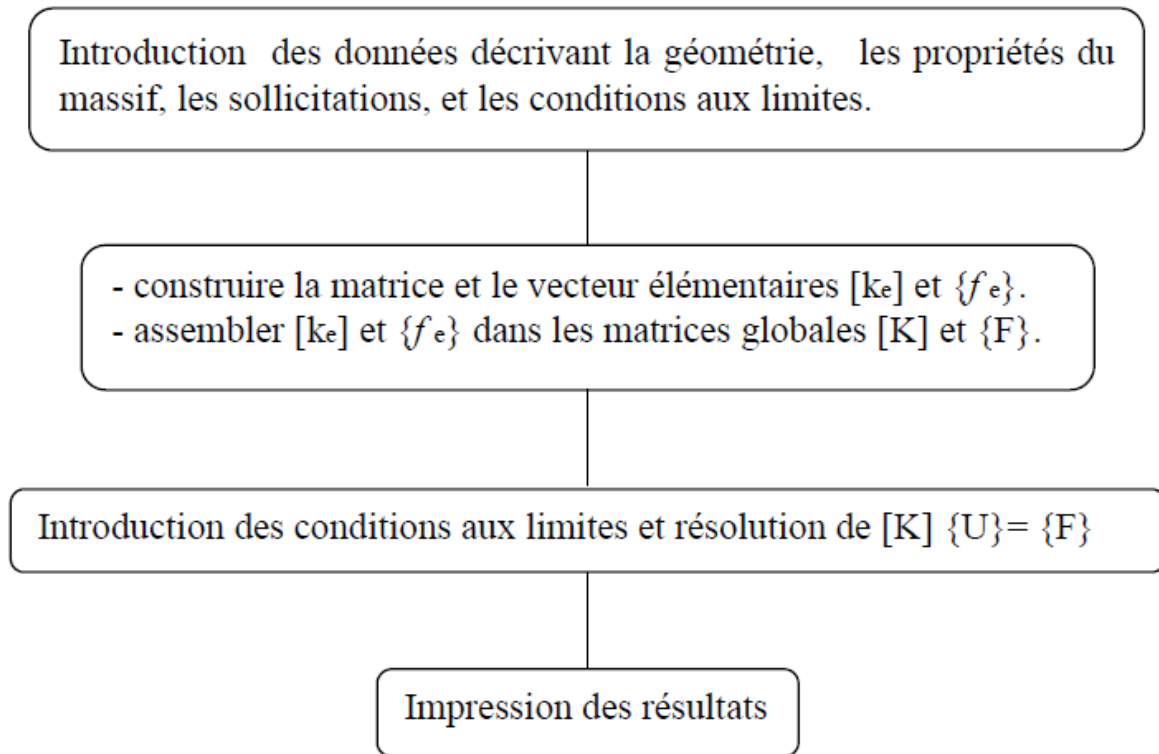 Introduction des données décrivant la géométrie, les propriétés du
massif, les sollicitations, et les conditions aux limites.
- construire la matrice et le vecteur élémentaires [ke] et {fe}.
- assembler [ke] et {fe} dans les matrices globales [K] et {F}.
Introduction des conditions aux limites et résolution de [K] {U}= {F}
Impression des résultats